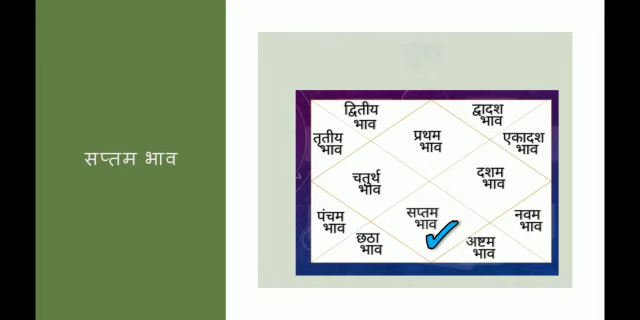 सप्तम भाव
द्वितीय
भाव
द्वादश
भाव
तृतीय
भाव
प्रथम
भाव
एकादश
भाव
चतुर्थ
भाव
दशम
भाव
पंचम
भाव
सप्तम
भाव
नवम
भाव
छठा
भाव
अष्टम
भाव